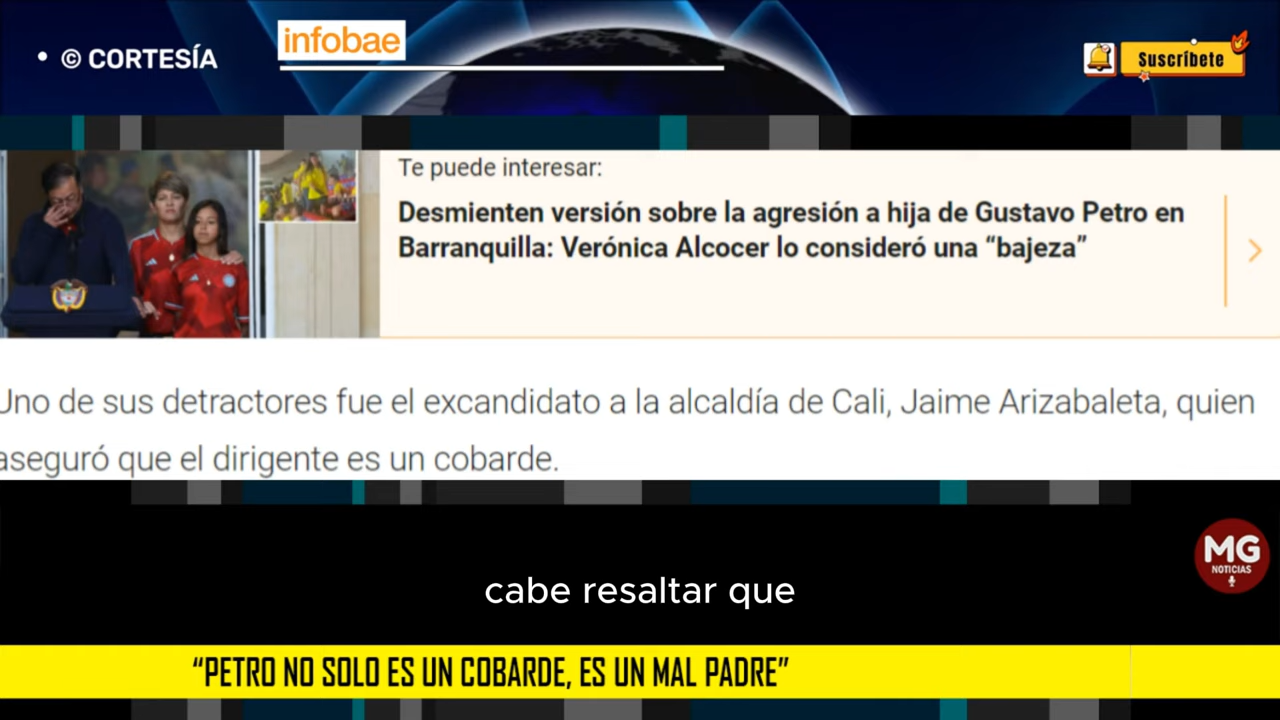 • © CORTESÍA
infobae
Suscríbete
Te puede interesar:
Desmienten versión sobre la agresión a hija de Gustavo Petro en
Barranquilla: Verónica Alcocer lo consideró una “bajeza”
Uno de sus detractores fue el excandidato a la alcaldía de Cali, Jaime Arizabaleta, quien
aseguró que el dirigente es un cobarde.
MG
NOTICIAS
cabe resaltar que
“PETRO NO SOLO ES UN COBARDE, ES UN MAL PADRE”